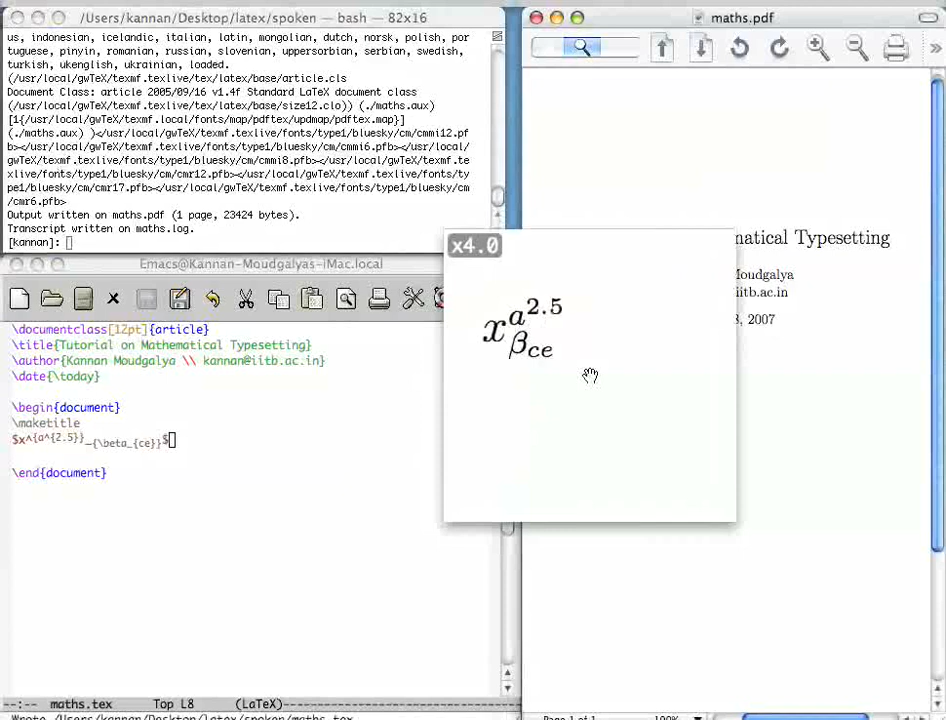 /Users/kannan/Desktop/latex/spoken — bash — 82x16
us, indonesian, icelandic, italian, latin, mongolian, dutch, norsk, polish, por
tuguese, pinyin, romanian, russian, slovenian, uppersorbian, serbian, swedish,
turkish, ukenglish, ukrainian, loaded.
(/usr/local/gwTeX/texmf.texlive/tex/latex/base/article.cls
Document Class: article 2005/09/16 v1.4f Standard LaTeX document class
(/usr/local/gwTeX/texmf.texlive/tex/latex/base/size12.clo)) (./maths.aux)
[1{/usr/local/gwTeX/texmf.local/fonts/map/pdftex/updmap/pdftex.map}]
(./maths.aux) )</usr/local/gwTeX/texmf.texlive/fonts/type1/bluesky/cm/cmmi12.pf
b></usr/local/gwTeX/texmf.texlive/fonts/type1/bluesky/cm/cmmi6.pfb></usr/local/
gwTeX/texmf.texlive/fonts/type1/bluesky/cm/cmmi8.pfb></usr/local/gwTeX/texmf.te
xlive/fonts/type1/bluesky/cm/cmr12.pfb></usr/local/gwTeX/texmf.texlive/fonts/ty
pe1/bluesky/cm/cmr17.pfb></usr/local/gwTeX/texmf.texlive/fonts/type1/bluesky/cm
/cmr6.pfb>
Output written on maths.pdf (1 page, 23424 bytes).
Transcript written on maths.log.
[kannan]:
Emacs@Kannan-Moudgalyas-iMac.local
\documentclass[12pt]{article}
\title{Tutorial on Mathematical Typesetting}
\author{Kannan Moudgalya \\ kannan@iitb.ac.in}
\date{\today}
\begin{document}
\maketitle
$x^{a^{2.5}}_{\beta_{ce}}$
\end{document}
--:-- maths.tex Top L8 (LaTeX)
Wrote /Users/kannan/Desktop/latex/spoken/maths.tex
maths.pdf
x4.0
x^{a^{2.5}}_{β_{ce}}
matical Typesetting
Moudgalya
iitb.ac.in
8, 2007
Page 1 of 1 100%